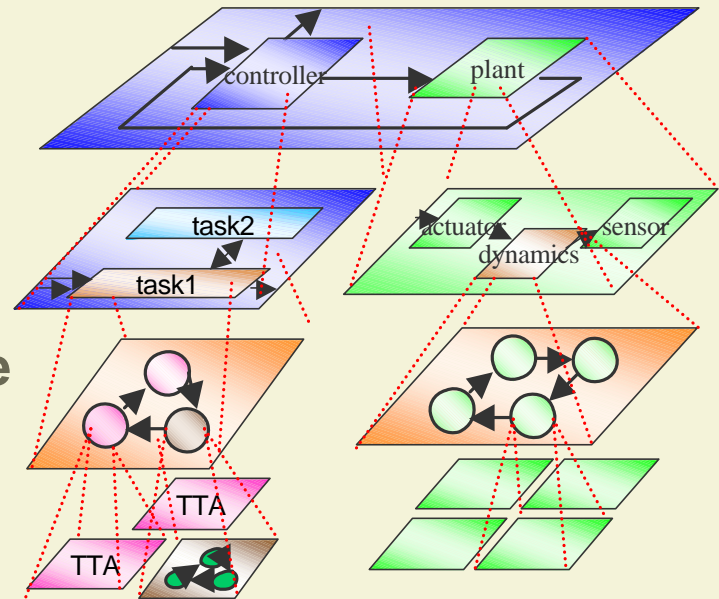 controller
plant
task2
task1
actuator
sensor
dynamics
e
TTA
TTA